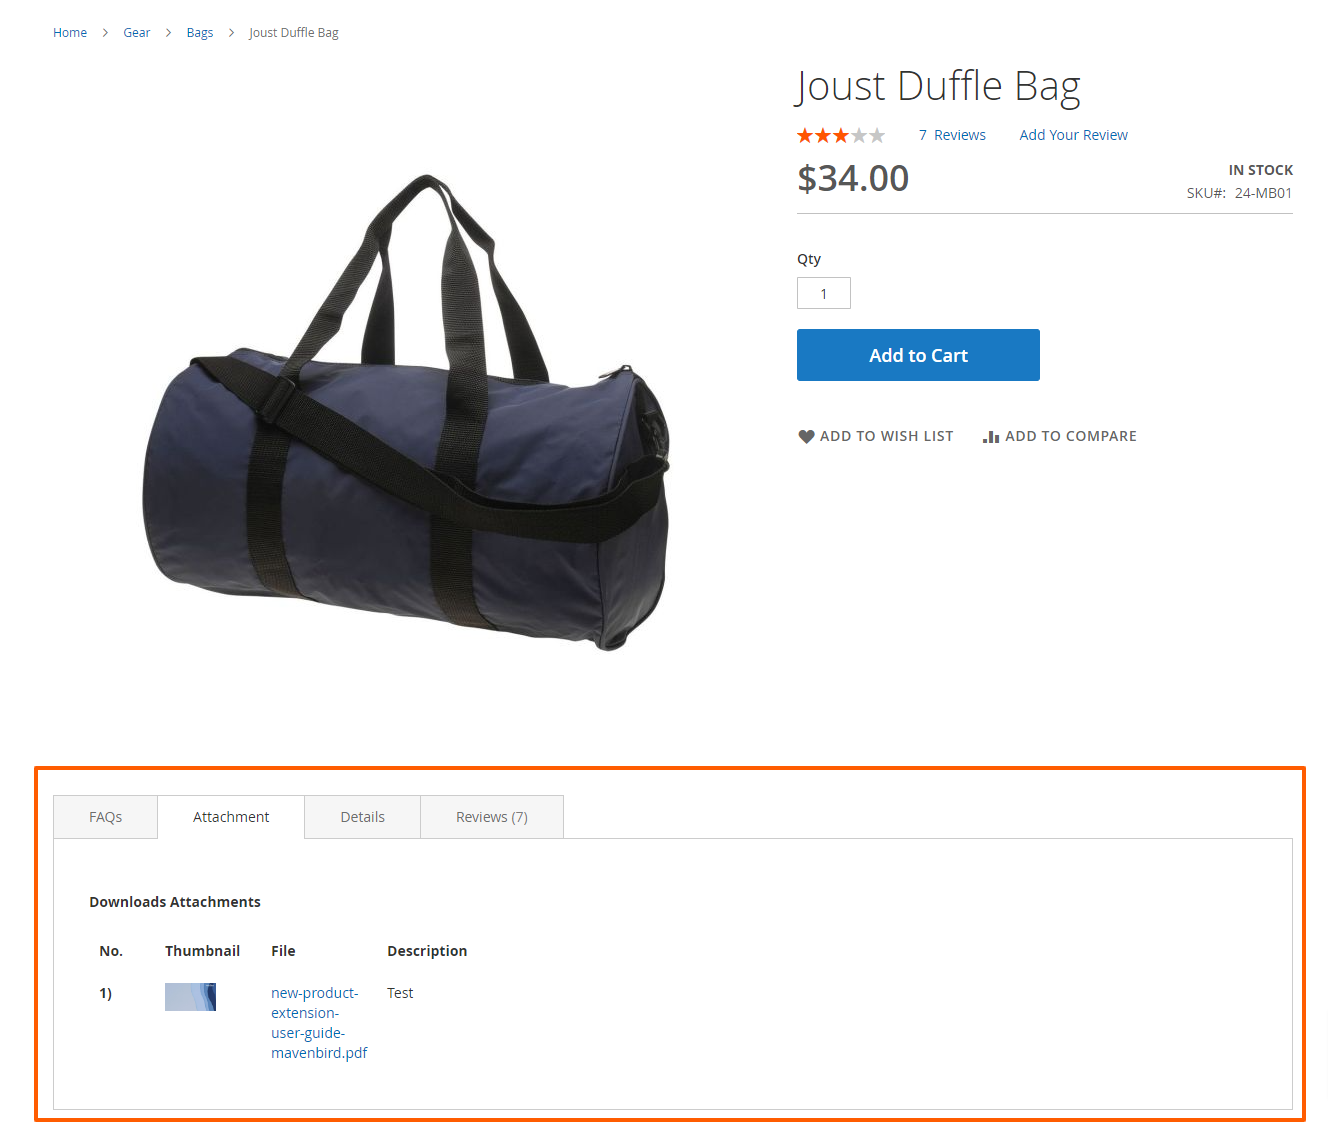 Home > Gear > Bags > Joust Duffle Bag
Joust Duffle Bag
7 Reviews Add Your Review
$34.00
IN STOCK
SKU#: 24-MB01
Qty
1
Add to Cart
ADD TO WISH LIST ADD TO COMPARE
FAQs Attachment Details Reviews (7)
Downloads Attachments
No. Thumbnail File Description
1) new-product- Test
extension-
user-guide-
mavenbird.pdf